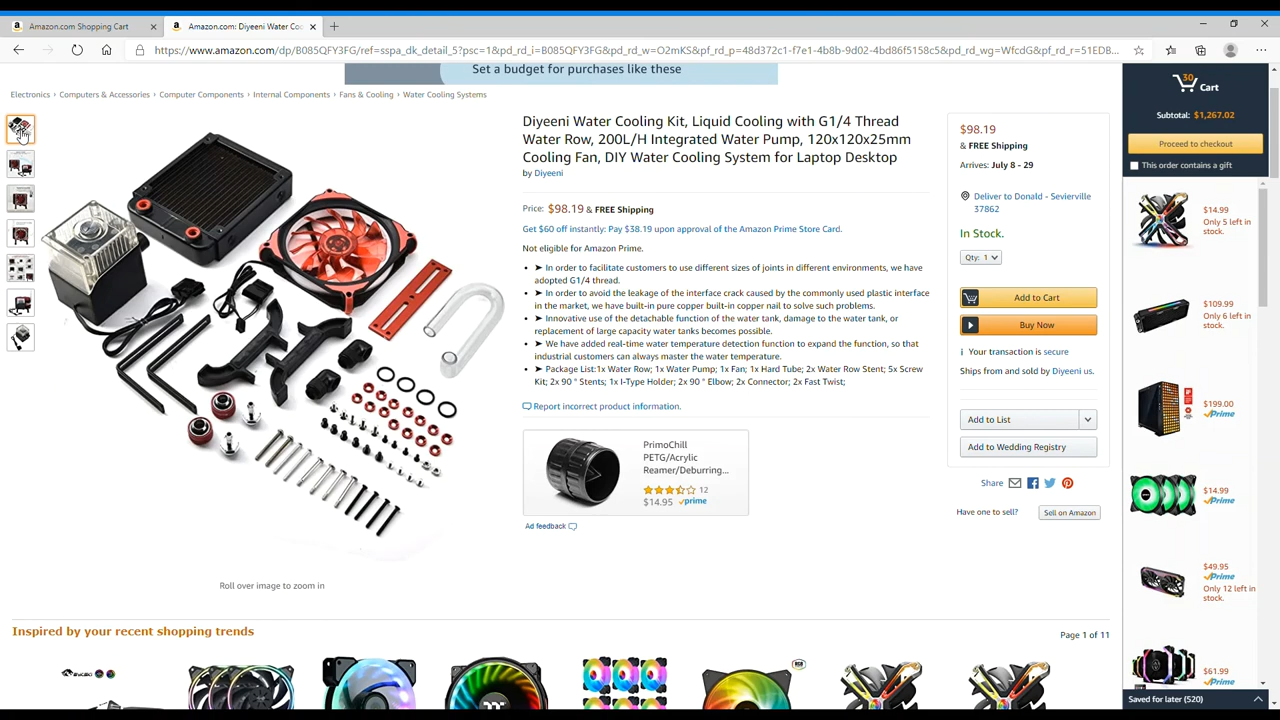 Amazon.com Shopping Cart
Amazon.com: Diyeeni Water Coo
https://www.amazon.com/dp/B085QFY3FG/ref=sspa_dk_detail_5?psc=1&pd_rd_i=B085QFY3FG&pd_rd_w=O2mKS&pf_rd_p=48d372c1-f7e1-4b8b-9d02-4bd86f5158c5&pd_rd_wg=WfcdG&pf_rd_r=51EDB...
Set a budget for purchases like these
Electronics › Computers & Accessories › Computer Components › Internal Components › Fans & Cooling › Water Cooling Systems
Diyeeni Water Cooling Kit, Liquid Cooling with G1/4 Thread
Water Row, 200L/H Integrated Water Pump, 120x120x25mm
Cooling Fan, DIY Water Cooling System for Laptop Desktop
by Diyeeni
Price: $98.19 & FREE Shipping
Get $60 off instantly: Pay $38.19 upon approval of the Amazon Prime Store Card.
Not eligible for Amazon Prime.
• ➤ In order to facilitate customers to use different sizes of joints in different environments, we have
adopted G1/4 thread.
• ➤ In order to avoid the leakage of the interface crack caused by the commonly used plastic interface
in the market, we have built-in pure copper built-in copper nail to solve such problems.
• ➤ Innovative use of the detachable function of the water tank, damage to the water tank, or
replacement of large capacity water tanks becomes possible.
• ➤ We have added real-time water temperature detection function to expand the function, so that
industrial customers can always master the water temperature.
• ➤ Package List:1x Water Row; 1x Water Pump; 1x Fan; 1x Hard Tube; 2x Water Row Stent; 5x Screw
Kit; 2x 90 ° Stents; 1x I-Type Holder; 2x 90 ° Elbow; 2x Connector; 2x Fast Twist;
Report incorrect product information.
PrimoChill
PETG/Acrylic
Reamer/Deburring...
12
$14.95 prime
Ad feedback
Roll over image to zoom in
$98.19
& FREE Shipping
Arrives: July 8 - 29
Deliver to Donald - Sevierville
37862
In Stock.
Qty: 1
Add to Cart
Buy Now
Your transaction is secure
Ships from and sold by Diyeeni us.
Add to List
Add to Wedding Registry
Share
Have one to sell?
Sell on Amazon
30
Cart
Subtotal: $1,267.02
Proceed to checkout
This order contains a gift
$14.99
Only 5 left in
stock.
$109.99
Only 6 left in
stock.
$199.00
Prime
$14.99
Prime
$49.95
Prime
Only 12 left in
stock.
$61.99
Prime
Saved for later (520)
Inspired by your recent shopping trends
Page 1 of 11
RGB